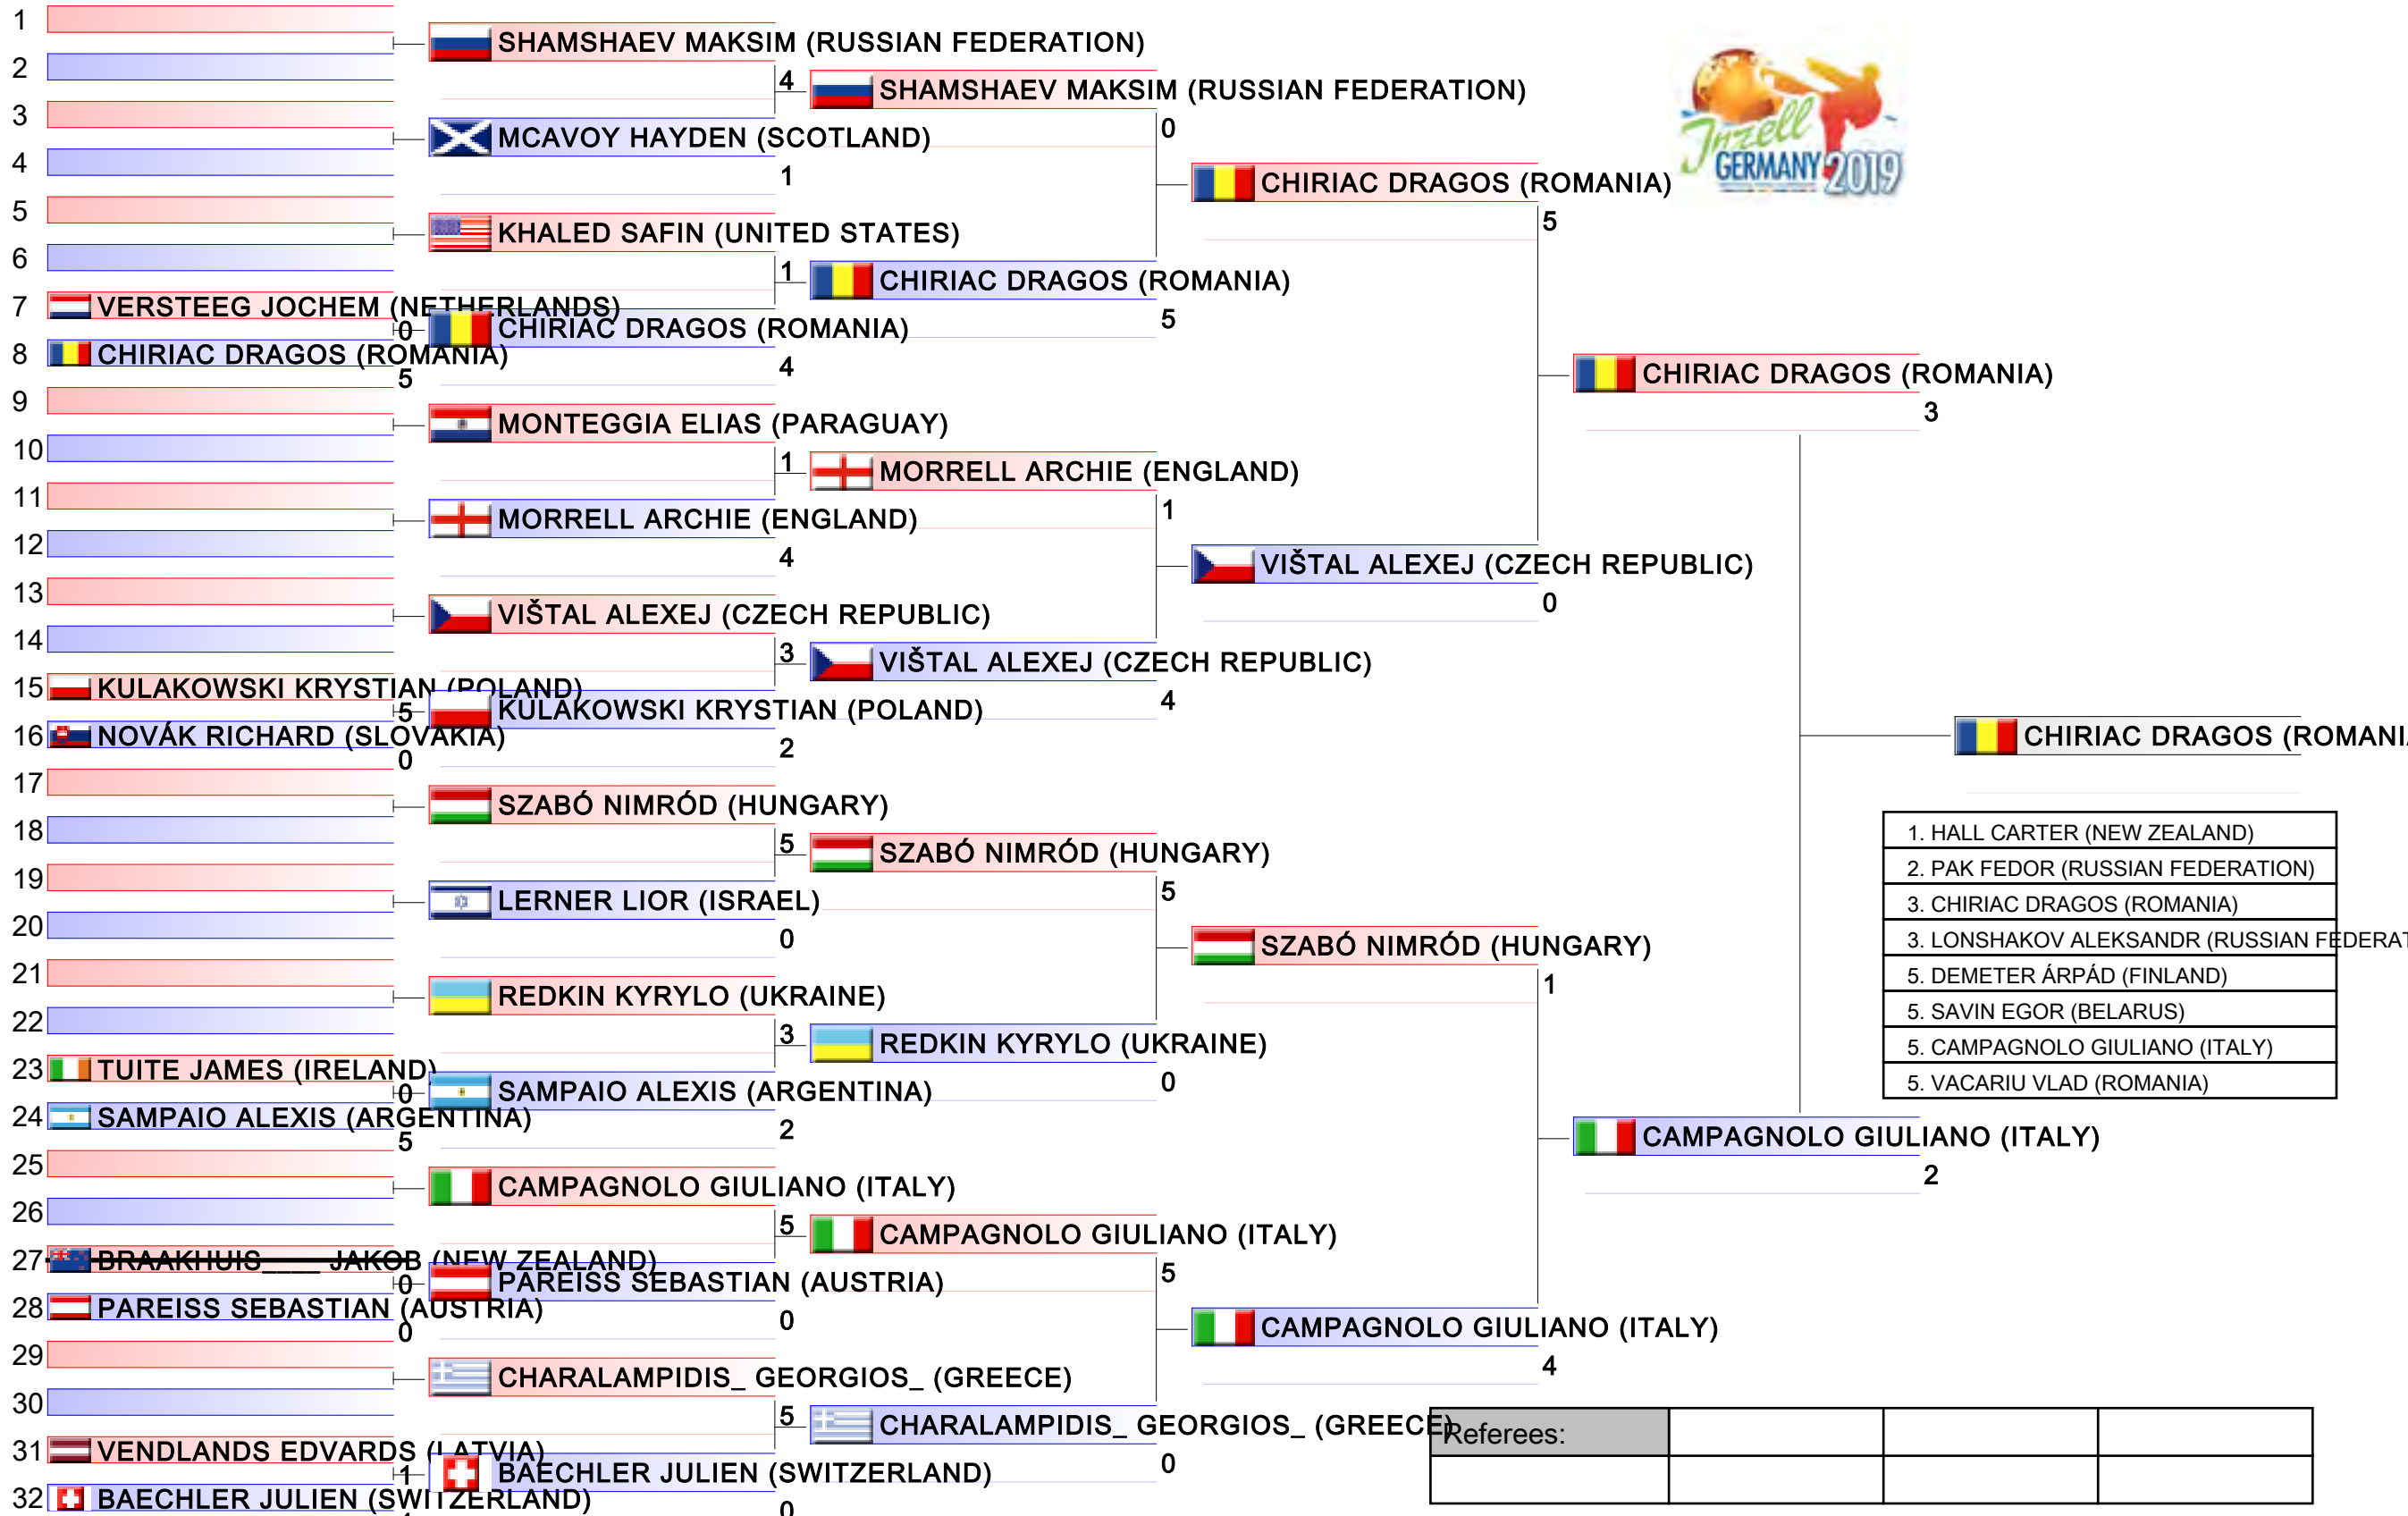 1
SHAMSHAEV MAKSIM (RUSSIAN FEDERATION)
2
4
SHAMSHAEV MAKSIM (RUSSIAN FEDERATION)
3
0
MCAVOY HAYDEN (SCOTLAND)
4
1
CHIRIAC DRAGOS (ROMANIA)
Inzell
GERMANY 2019
5
5
KHALED SAFIN (UNITED STATES)
6
1
CHIRIAC DRAGOS (ROMANIA)
7
VERSTEEG JOCHEM (NETHERLANDS)
0
CHIRIAC DRAGOS (ROMANIA)
5
8
CHIRIAC DRAGOS (ROMANIA)
5
4
CHIRIAC DRAGOS (ROMANIA)
9
3
MONTEGGIA ELIAS (PARAGUAY)
10
1
MORRELL ARCHIE (ENGLAND)
11
1
MORRELL ARCHIE (ENGLAND)
12
4
VIŠTAL ALEXEJ (CZECH REPUBLIC)
13
0
VIŠTAL ALEXEJ (CZECH REPUBLIC)
14
3
VIŠTAL ALEXEJ (CZECH REPUBLIC)
15
KULAKOWSKI KRYSTIAN (POLAND)
5
KULAKOWSKI KRYSTIAN (POLAND)
4
16
NOVÁK RICHARD (SLOVAKIA)
0
2
CHIRIAC DRAGOS (ROMANI
17
SZABÓ NIMRÓD (HUNGARY)
18
5
SZABÓ NIMRÓD (HUNGARY)
1. HALL CARTER (NEW ZEALAND)
2. PAK FEDOR (RUSSIAN FEDERATION)
3. CHIRIAC DRAGOS (ROMANIA)
3. LONSHAKOV ALEKSANDR (RUSSIAN FEDERAT
5. DEMETER ÁRPÁD (FINLAND)
5. SAVIN EGOR (BELARUS)
5. CAMPAGNOLO GIULIANO (ITALY)
5. VACARIU VLAD (ROMANIA)
19
5
LERNER LIOR (ISRAEL)
20
0
SZABÓ NIMRÓD (HUNGARY)
21
1
REDKIN KYRYLO (UKRAINE)
22
3
REDKIN KYRYLO (UKRAINE)
23
TUITE JAMES (IRELAND)
0
SAMPAIO ALEXIS (ARGENTINA)
0
24
SAMPAIO ALEXIS (ARGENTINA)
5
2
CAMPAGNOLO GIULIANO (ITALY)
25
2
CAMPAGNOLO GIULIANO (ITALY)
26
5
CAMPAGNOLO GIULIANO (ITALY)
27
BRAAKHUIS____ JAKOB (NEW ZEALAND)
0
PAREISS SEBASTIAN (AUSTRIA)
5
28
PAREISS SEBASTIAN (AUSTRIA)
0
0
CAMPAGNOLO GIULIANO (ITALY)
29
4
CHARALAMPIDIS_ GEORGIOS_ (GREECE)
30
5
CHARALAMPIDIS_ GEORGIOS_ (GREECE)
Referees:
31
VENDLANDS EDVARDS (LATVIA)
1
BAECHLER JULIEN (SWITZERLAND)
0
32
BAECHLER JULIEN (SWITZERLAND)
0